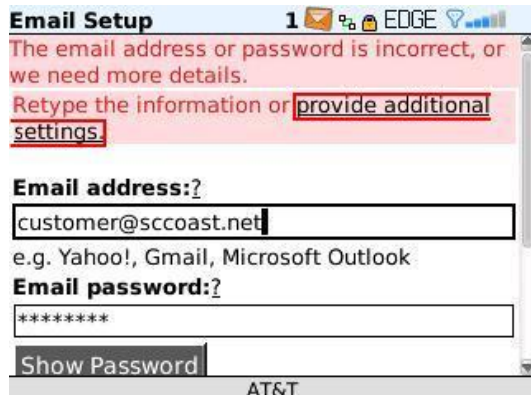 Email Setup 1 EDGE
The email address or password is incorrect, or
we need more details.
Retype the information or provide additional
settings.
Email address:?
customer@sccoast.net
e.g. Yahoo!, Gmail, Microsoft Outlook
Email password:?
********
Show Password
AT&T